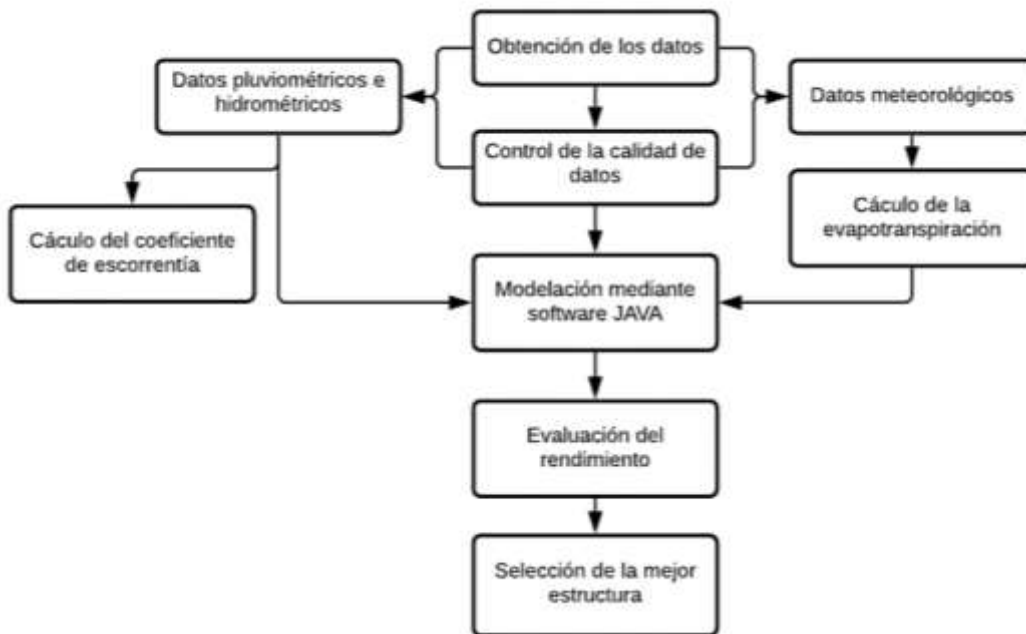 Obtención de los datos
Datos pluviométricos e
hidrométricos
Datos meteorológicos
Control de la calidad de
datos
Cáculo del coeficiente
de escorrentía
Cáculo de la
evapotranspiración
Modelación mediante
software JAVA
Evaluación del
rendimiento
Selección de la mejor
estructura